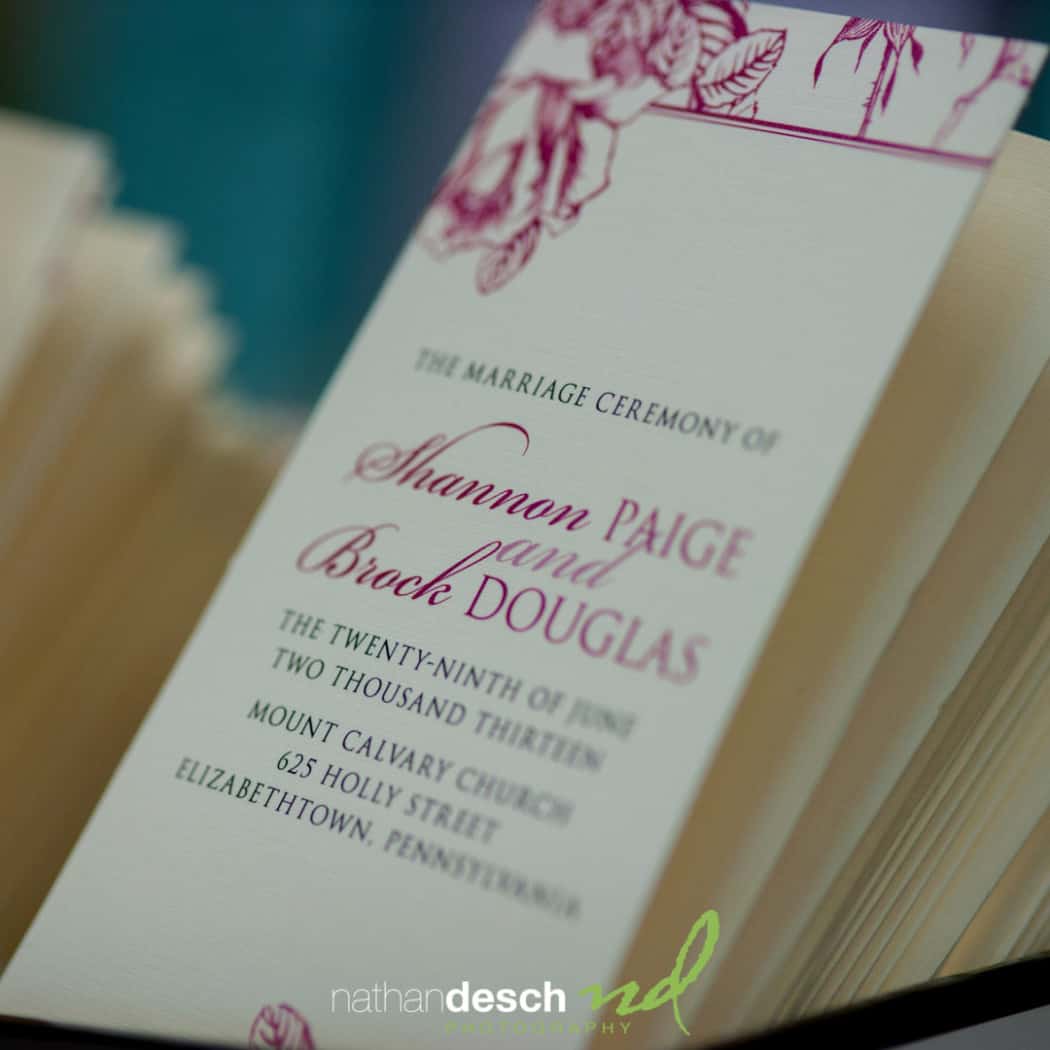 THE MARRIAGE CEREMONY OF
Shannon PAIGE
and
Brock DOUGLAS
THE TWENTY-NINTH OF JUNE
TWO THOUSAND THIRTEEN
MOUNT CALVARY CHURCH
625 HOLLY STREET
ELIZABETHTOWN, PENNSYLVANIA
nathandesch nd
PHOTOGRAPHY